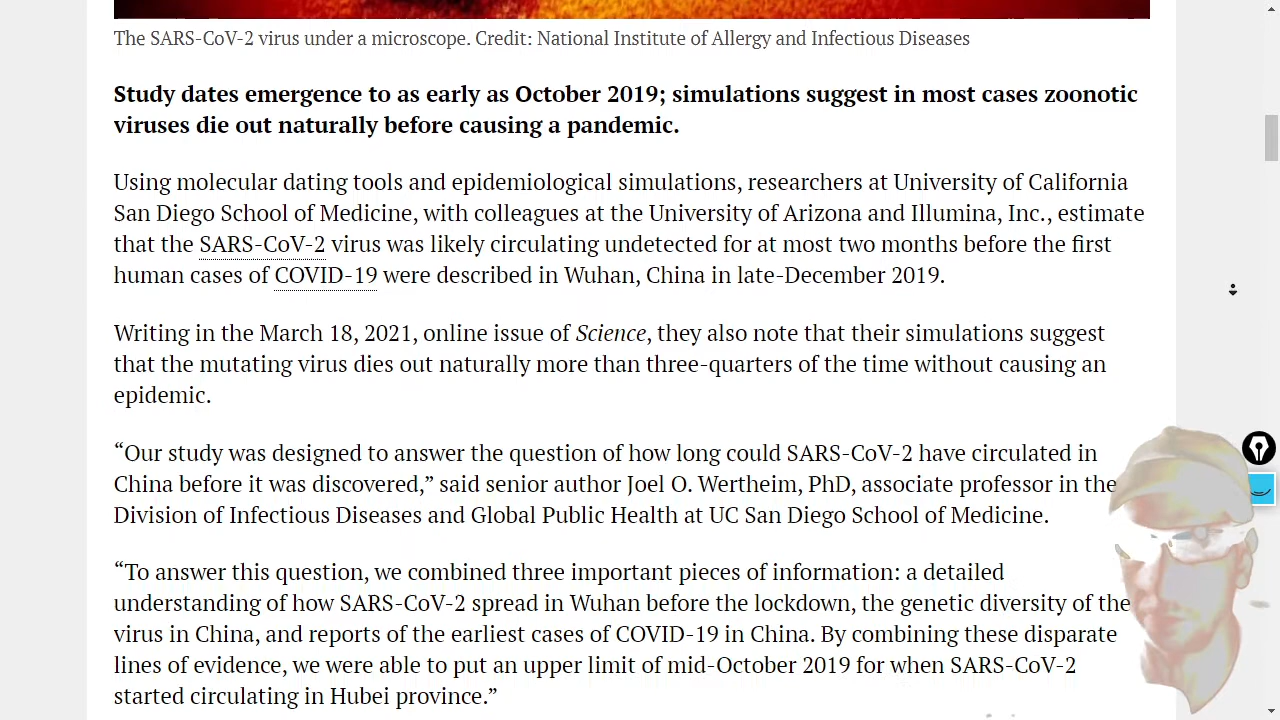 The SARS-CoV-2 virus under a microscope. Credit: National Institute of Allergy and Infectious Diseases
Study dates emergence to as early as October 2019; simulations suggest in most cases zoonotic
viruses die out naturally before causing a pandemic.
Using molecular dating tools and epidemiological simulations, researchers at University of California
San Diego School of Medicine, with colleagues at the University of Arizona and Illumina, Inc., estimate
that the SARS-CoV-2 virus was likely circulating undetected for at most two months before the first
human cases of COVID-19 were described in Wuhan, China in late-December 2019.
Writing in the March 18, 2021, online issue of Science, they also note that their simulations suggest
that the mutating virus dies out naturally more than three-quarters of the time without causing an
epidemic.
“Our study was designed to answer the question of how long could SARS-CoV-2 have circulated in
China before it was discovered,” said senior author Joel O. Wertheim, PhD, associate professor in the
Division of Infectious Diseases and Global Public Health at UC San Diego School of Medicine.
“To answer this question, we combined three important pieces of information: a detailed
understanding of how SARS-CoV-2 spread in Wuhan before the lockdown, the genetic diversity of the
virus in China, and reports of the earliest cases of COVID-19 in China. By combining these disparate
lines of evidence, we were able to put an upper limit of mid-October 2019 for when SARS-CoV-2
started circulating in Hubei province.”